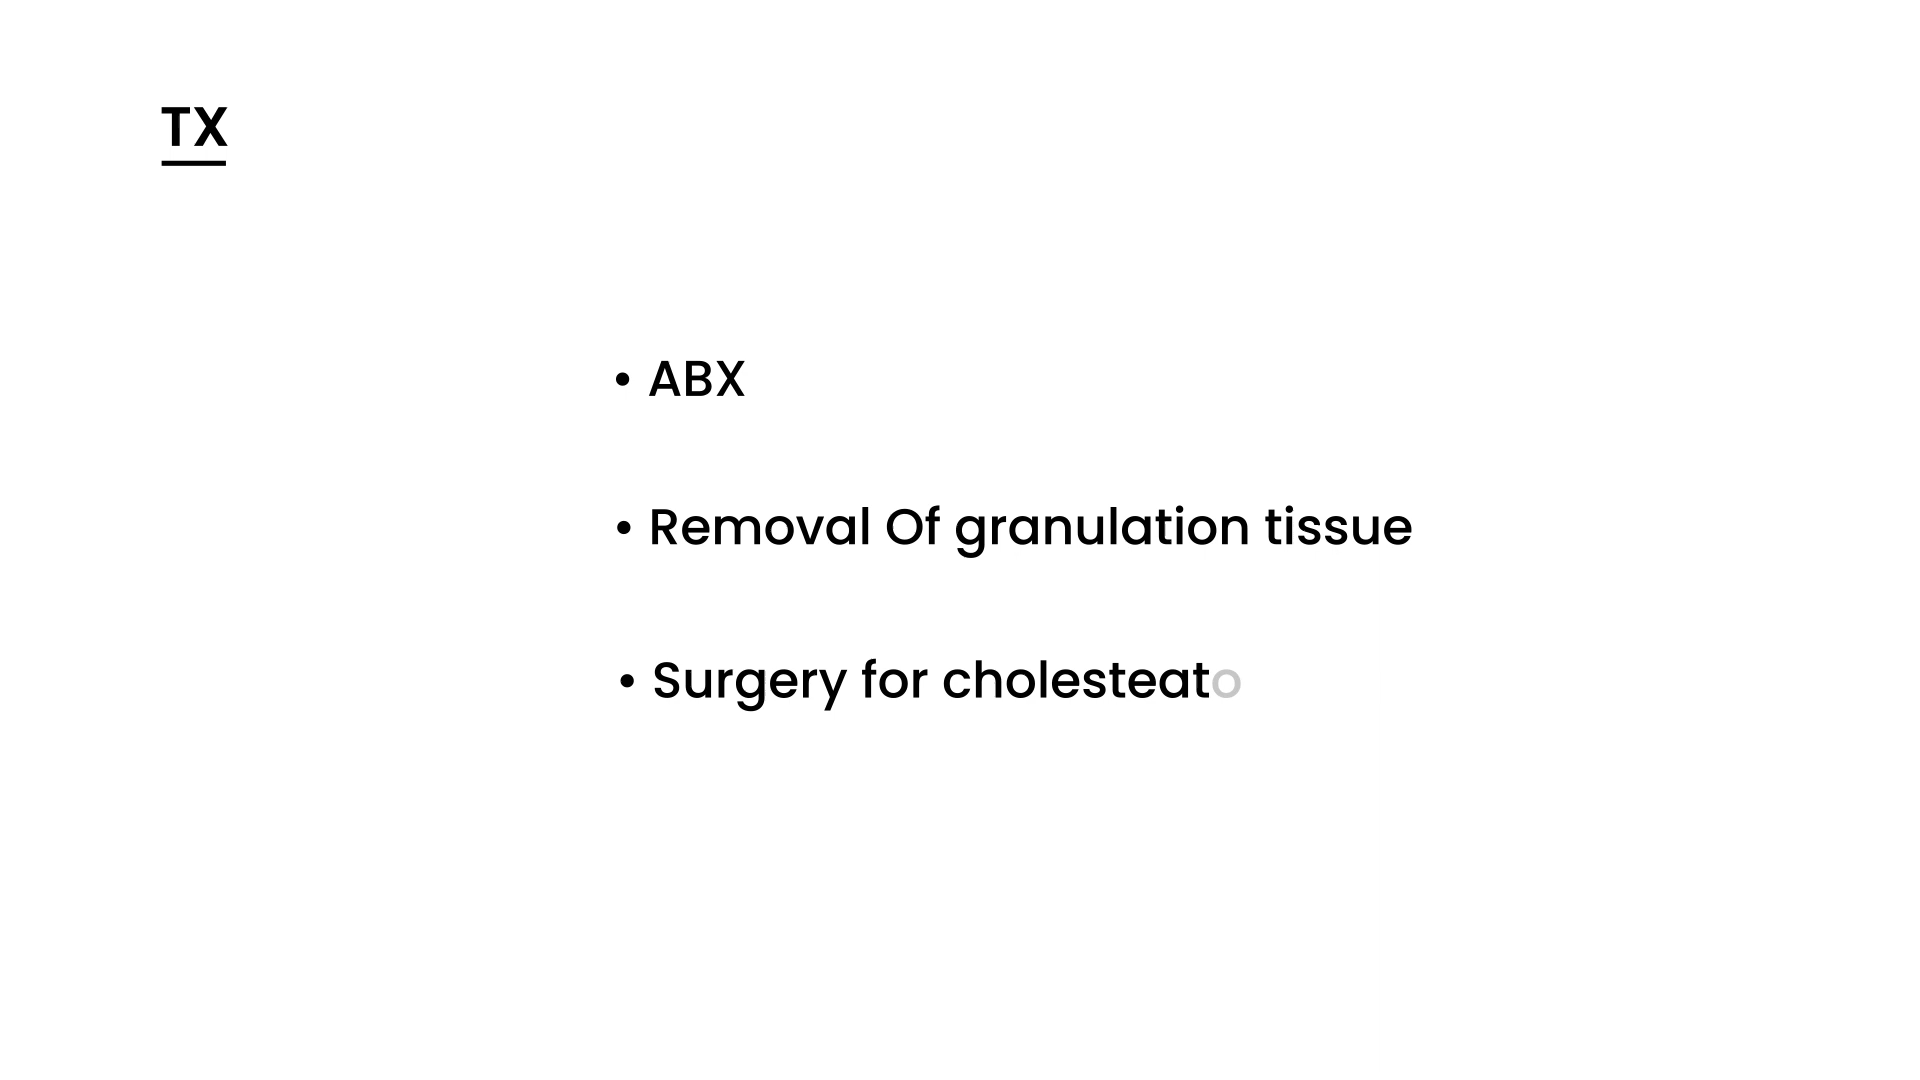 TX
• ABX
• Removal Of granulation tissue
• Surgery for cholesteato